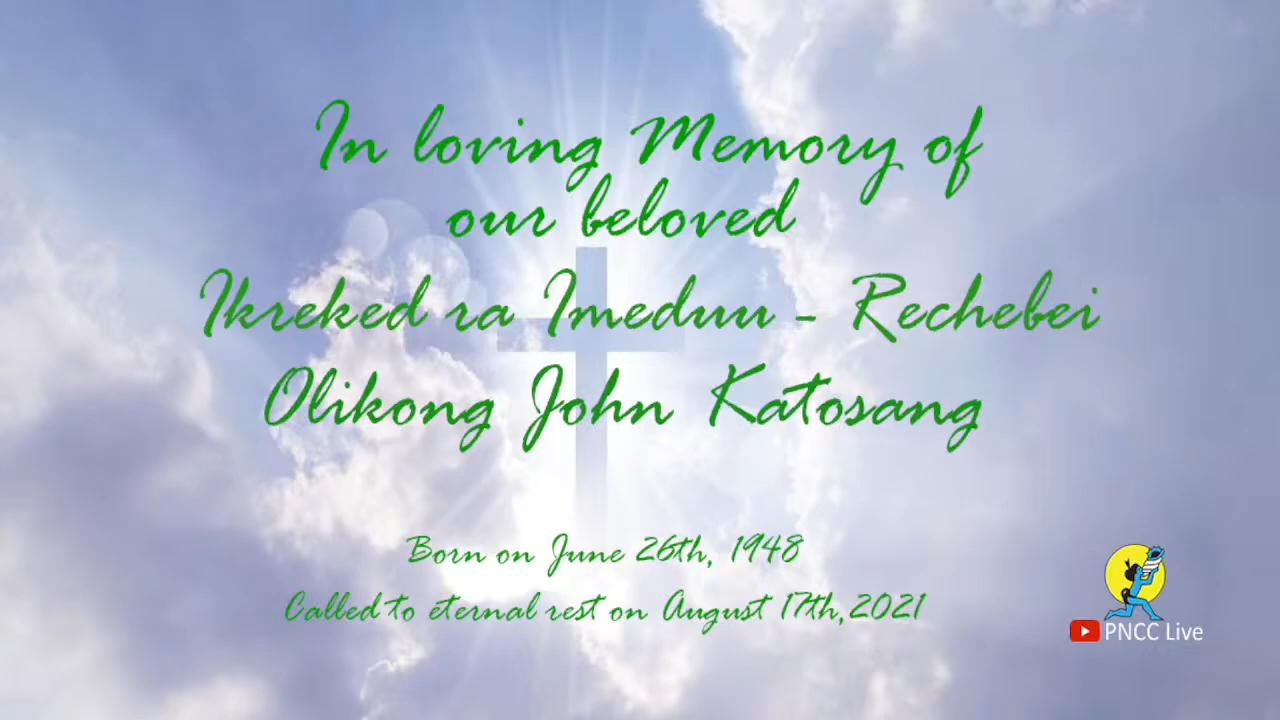 In loving Memory of
our beloved
Ikreked ra Imeduu - Rechebei
Olikong John Katosang
Born on June 26th, 1948
Called to eternal rest on August 17th, 2021
PNCC Live